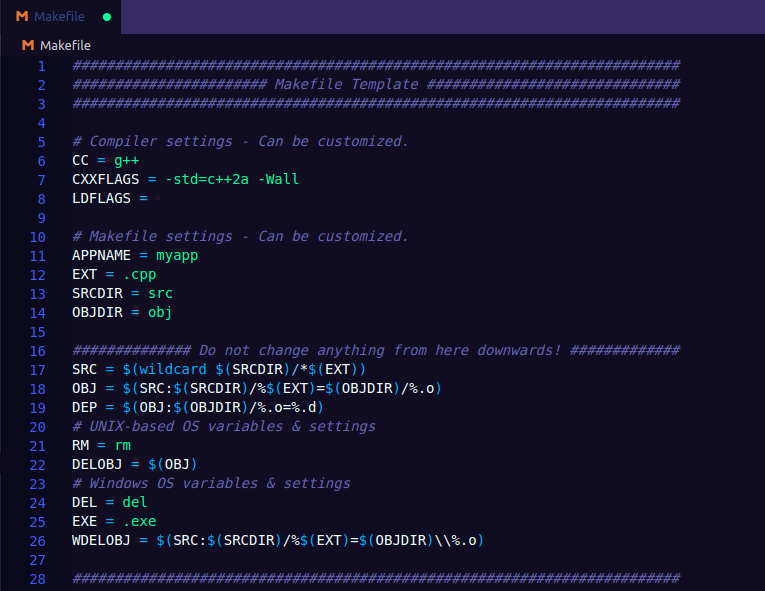 Makefile
Makefile
1 ########################################################################
2 ####################### Makefile Template ##############################
3 ########################################################################
4
5 # Compiler settings - Can be customized.
6 CC = g++
7 CXXFLAGS = -std=c++2a -Wall
8 LDFLAGS =
9
10 # Makefile settings - Can be customized.
11 APPNAME = myapp
12 EXT = .cpp
13 SRCDIR = src
14 OBJDIR = obj
15
16 ############## Do not change anything from here downwards! #############
17 SRC = $(wildcard $(SRCDIR)/*$(EXT))
18 OBJ = $(SRC:$(SRCDIR)/%$(EXT)=$(OBJDIR)/%.o)
19 DEP = $(OBJ:$(OBJDIR)/%.o=%.d)
20 # UNIX-based OS variables & settings
21 RM = rm
22 DELOBJ = $(OBJ)
23 # Windows OS variables & settings
24 DEL = del
25 EXE = .exe
26 WDELOBJ = $(SRC:$(SRCDIR)/%$(EXT)=$(OBJDIR)\\%.o)
27
28 ########################################################################